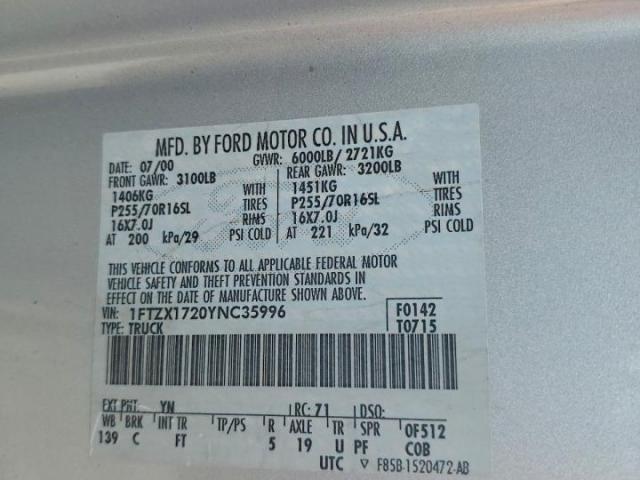 MFD. BY FORD MOTOR CO. IN U.S.A.
DATE: 07/00 GVWR: 6000LB/ 2721KG
FRONT GAWR: 3100LB REAR GAWR: 3200LB
1406KG WITH 1451KG WITH
P255/70R16SL TIRES P255/70R16SL TIRES
16X7.0J RIMS 16X7.0J RIMS
AT 200 kPa/29 PSI COLD AT 221 kPa/32 PSI COLD
THIS VEHICLE CONFORMS TO ALL APPLICABLE FEDERAL MOTOR
VEHICLE SAFETY AND THEFT PREVENTION STANDARDS IN
EFFECT ON THE DATE OF MANUFACTURE SHOWN ABOVE.
VIN: 1FTZX1720YNC35996 F0142
TYPE: TRUCK T0715
EXT PNT: YN RC: 71 DSO:
WB BRK INT TR TP/PS R AXLE TR SPR OF512
139 C FT 5 19 U PF COB
UTC ▽ F85B-1520472-AB